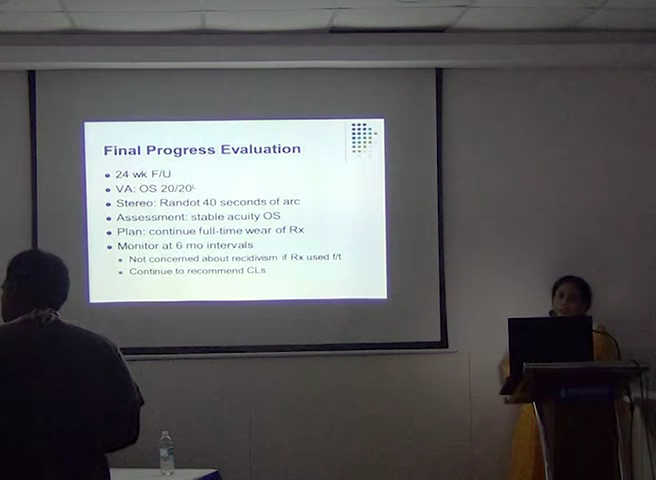 Final Progress Evaluation
24 wk F/U
VA: OS 20/20
Stereo: Randot 40 seconds of arc
Assessment: stable acuity OS
Plan: continue full-time wear of Rx
Monitor at 6 mo intervals
Not concerned about recidivism if Rx used f/t
Continue to recommend CLs